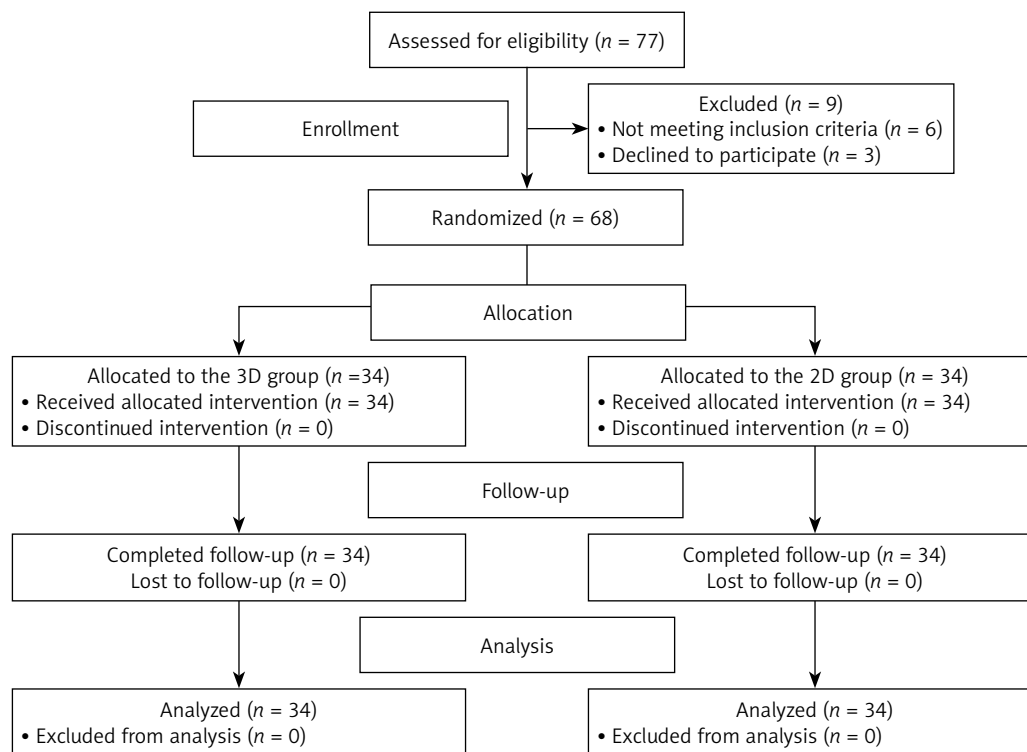 Assessed for eligibility (n = 77)
Enrollment
Excluded (n = 9)
• Not meeting inclusion criteria (n = 6)
• Declined to participate (n = 3)
Randomized (n = 68)
Allocation
Allocated to the 3D group (n =34)
• Received allocated intervention (n = 34)
• Discontinued intervention (n = 0)
Allocated to the 2D group (n = 34)
• Received allocated intervention (n = 34)
• Discontinued intervention (n = 0)
Follow-up
Completed follow-up (n = 34)
Lost to follow-up (n = 0)
Completed follow-up (n = 34)
Lost to follow-up (n = 0)
Analysis
Analyzed (n = 34)
• Excluded from analysis (n = 0)
Analyzed (n = 34)
• Excluded from analysis (n = 0)